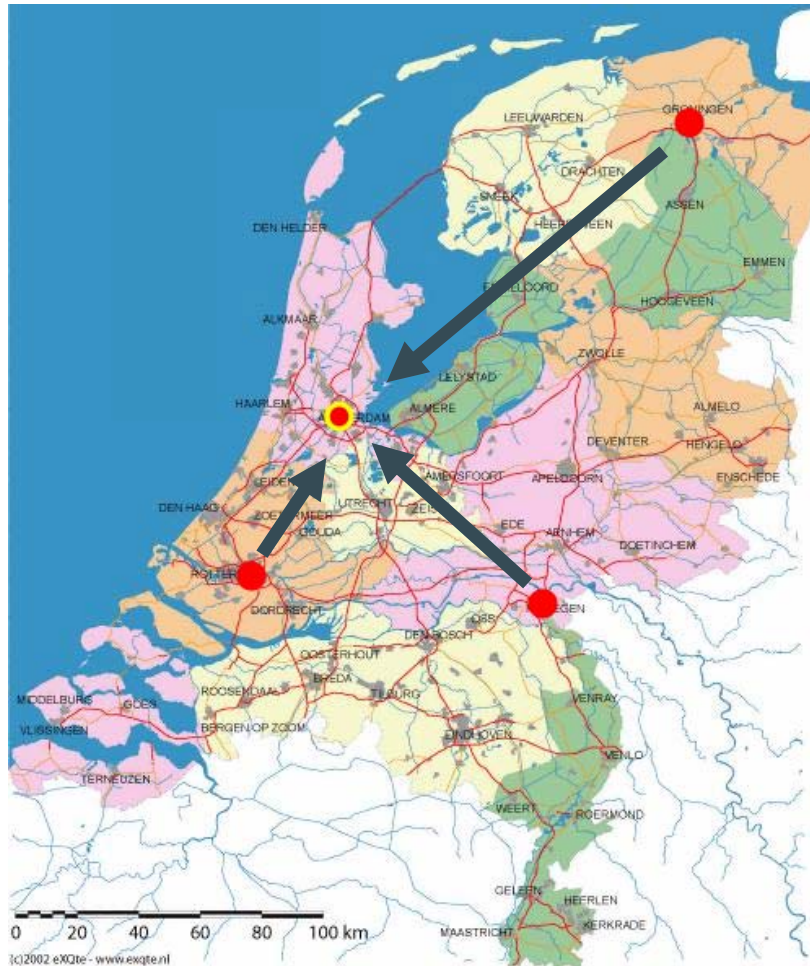 GRONINGEN
LEEUWARDEN
DRACHTEN
SNEEK
ASSEN
DEN HELDER
EMMEN
HOOGEVEEN
ALKMAAR
ZWOLLE
LELYSTAD
HAARLEM
ALMERE
ALMELO
HENGELO
DEVENTER
ENSCHEDE
AMERSFOORT
APELDOORN
LEIDEN
UTRECHT
ZEIST
DEN HAAG
ZOETERMEER
GOUDA
EDE
ARNHEM
DOETINCHEM
DORDRECHT
OSS
DEN BOSCH
OOSTERHOUT
BREDA
TILBURG
ROOSENDAAL
MIDDELBURG
GOES
VLISSINGEN
BERGEN OP ZOOM
EINDHOVEN
VENRAY
VENLO
TERNEUZEN
WEERT
ROERMOND
GELEEN
HEERLEN
KERKRADE
MAASTRICHT
0 20 40 60 80 100 km
(c)2002 eXQte - www.exqte.nl